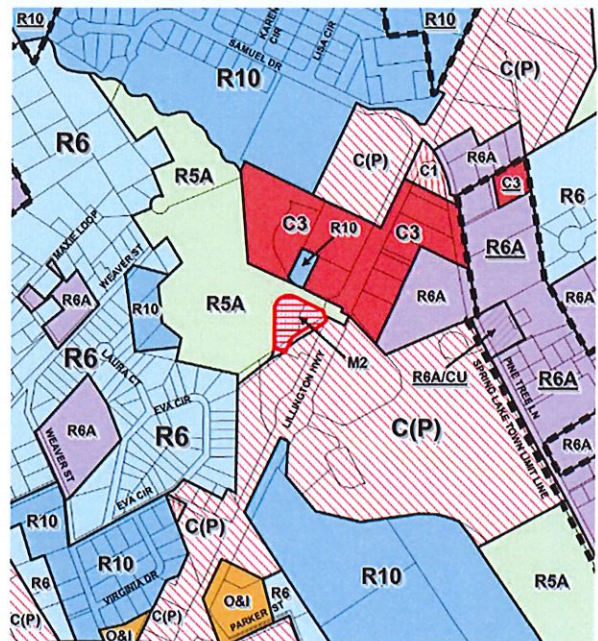 R10
KAREN CIR
LISA CIR
SAMUEL DR
R10
C(P)
R6
C(P)
C1
R6A
C3
R6
R5A
C3
R10
C3
R6A
MAXIE LOOP
WEAVER ST
R6A
R10
R5A
R6A
R6A
M2
LILLINGTON HWY
R6A/CU
R6
LAURA CT
EVA CIR
R6A
WEAVER ST
R6
C(P)
PINE TREE LN
SPRING LAKE TOWN LIMIT LINE
R6A
R6A
EVA CIR
R10
C(P)
R10
R6
VIRGINIA DR
C(P)
C(P)
O&I
O&I
PARKER ST
R6
R10
R5A